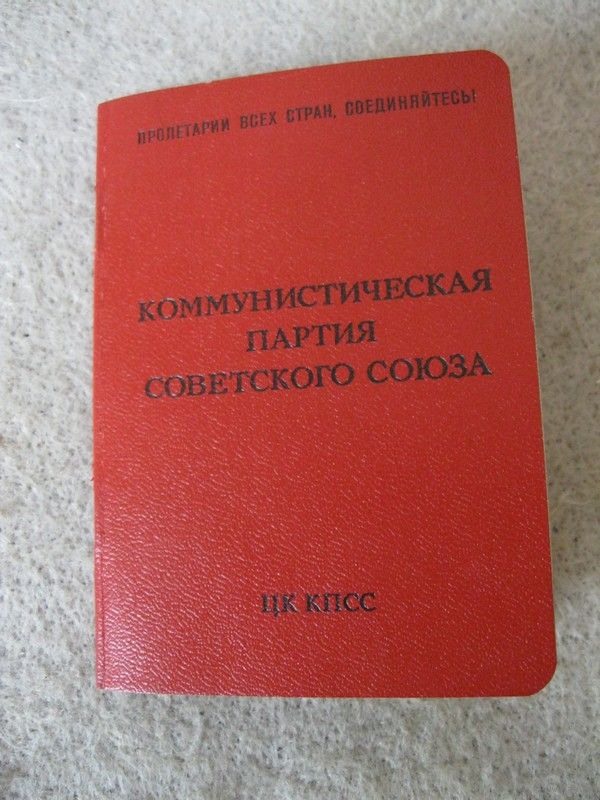 ПРОЛЕТАРИИ ВСЕХ СТРАН, СОЕДИНЯЙТЕСЬ!
КОММУНИСТИЧЕСКАЯ
ПАРТИЯ
СОВЕТСКОГО СОЮЗА
ЦК КПСС